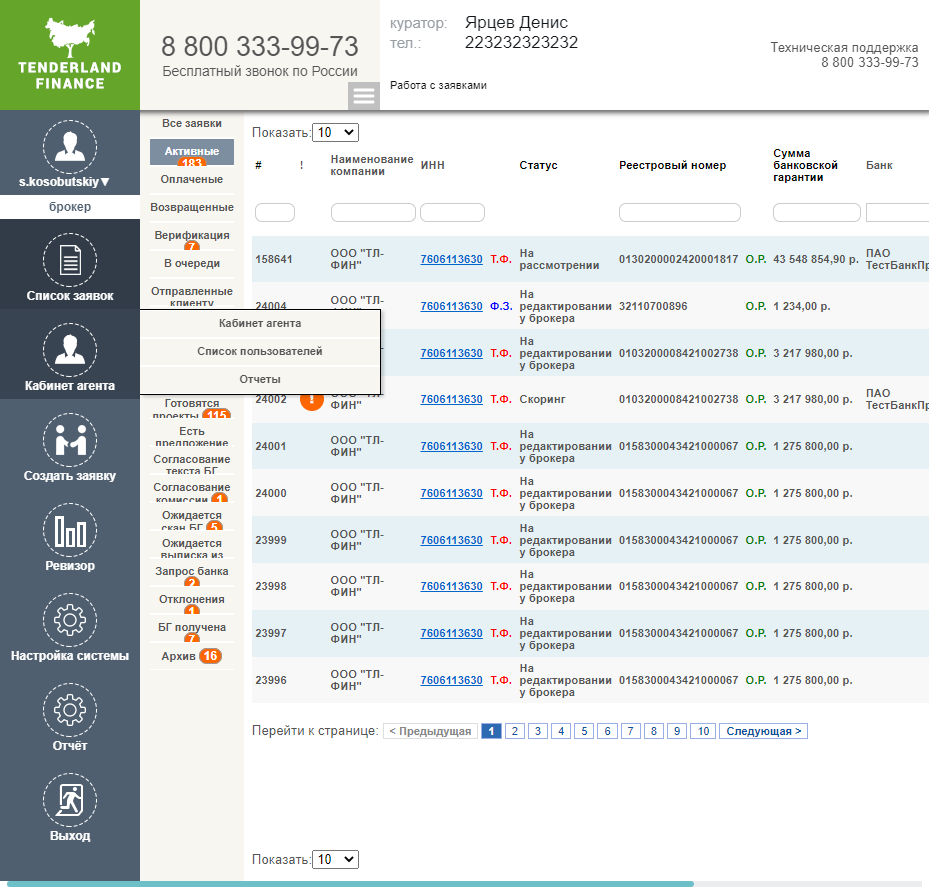 TENDERLAND
FINANCE
8 800 333-99-73
Бесплатный звонок по России
куратор: Ярцев Денис
тел.: 223232323232
Работа с заявками
Техническая поддержка
8 800 333-99-73
s.kosobutskiy▼
брокер
Список заявок
Кабинет агента
Создать заявку
Ревизор
Настройка системы
Отчёт
Выход
Все заявки
Активные
183
Оплаченые
Возвращенные
Верификация
7
В очереди
Отправленные
клиенту
Кабинет агента
Список пользователей
Отчеты
Готовятся
проекты 115
Есть
предложение
Согласование
текста БГ
Согласование
комиссии 1
Ожидается
скан БГ 5
Ожидается
выписка из
Запрос банка
2
Отклонения
1
БГ получена
7
Архив 16
Показать: 10
# ! Наименование компании ИНН Статус Реестровый номер Сумма банковской гарантии Банк
158641 ООО "ТЛ-ФИН" 7606113630 Т.Ф. На рассмотрении 0130200002420001817 О.Р. 43 548 854,90 р. ПАО ТестБанкПр
24004 ООО "ТЛ- 7606113630 Ф.З. На редактировании у брокера 32110700896 О.Р. 1 234,00 р.
7606113630 Т.Ф. На редактировании у брокера 0103200008421002738 О.Р. 3 217 980,00 р.
24002 ! ФИН" 7606113630 Т.Ф. Скоринг 0103200008421002738 О.Р. 3 217 980,00 р. ПАО ТестБанкПр
24001 ООО "ТЛ-ФИН" 7606113630 Т.Ф. На редактировании у брокера 0158300043421000067 О.Р. 1 275 800,00 р.
24000 ООО "ТЛ-ФИН" 7606113630 Т.Ф. На редактировании у брокера 0158300043421000067 О.Р. 1 275 800,00 р.
23999 ООО "ТЛ-ФИН" 7606113630 Т.Ф. На редактировании у брокера 0158300043421000067 О.Р. 1 275 800,00 р.
23998 ООО "ТЛ-ФИН" 7606113630 Т.Ф. На редактировании у брокера 0158300043421000067 О.Р. 1 275 800,00 р.
23997 ООО "ТЛ-ФИН" 7606113630 Т.Ф. На редактировании у брокера 0158300043421000067 О.Р. 1 275 800,00 р.
23996 ООО "ТЛ-ФИН" 7606113630 Т.Ф. На редактировании у брокера 0158300043421000067 О.Р. 1 275 800,00 р.
Перейти к странице: < Предыдущая 1 2 3 4 5 6 7 8 9 10 Следующая >
Показать: 10